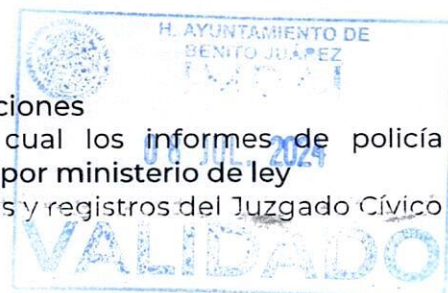 H. AYUNTAMIENTO DE
BENITO JUÁREZ
ciones
cual los informes de policía
08 JUL. 2024
por ministerio de ley
s y registros del Juzgado Cívico
VALIDADO